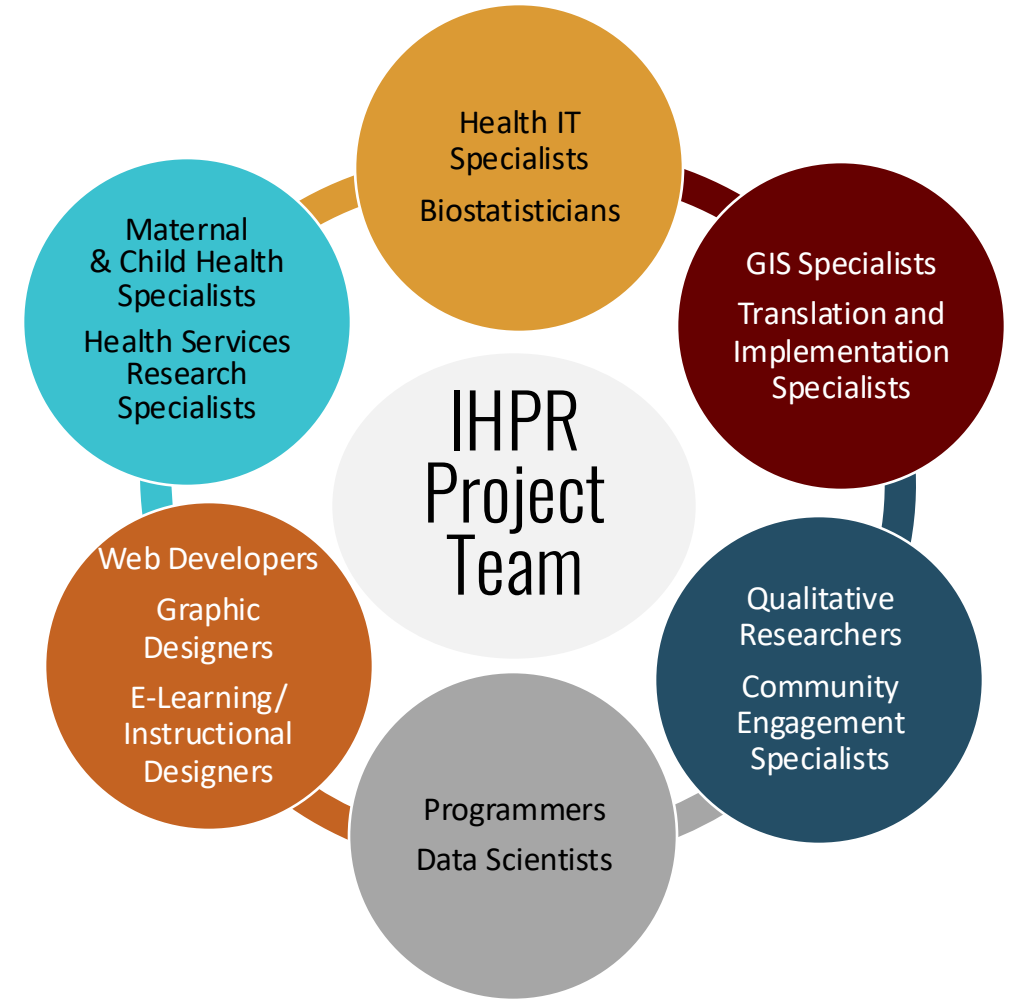 Health IT
Specialists
Biostatisticians
GIS Specialists
Translation and
Implementation
Specialists
Qualitative
Researchers
Community
Engagement
Specialists
Programmers
Data Scientists
Web Developers
Graphic
Designers
E-Learning/
Instructional
Designers
Maternal
& Child Health
Specialists
Health Services
Research
Specialists
IHPR
Project
Team